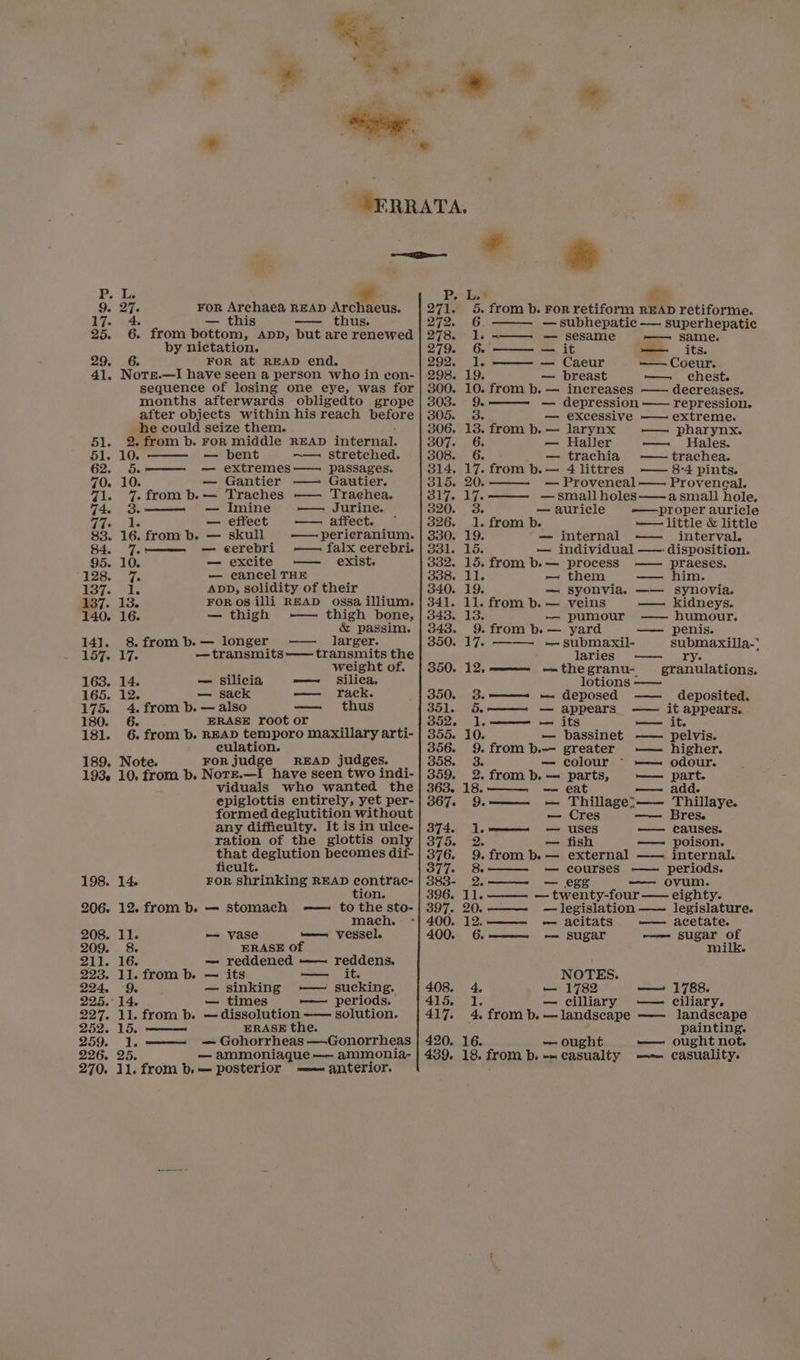 ERRATA.
P. L.
9. 27. FOR Archaea READ Archaeus.
17. 4. — this —— thus.
25. 6. from bottom, ADD, but are renewed
by nictation.
29. 6. FOR at READ end.
41. NOTE.—I have seen a person who in con-
sequence of losing one eye, was for
months afterwards obligedto grope
after objects within his reach before
he could seize them.
51. 2. from b. FOR middle READ internal.
51. 10. —— — bent —— stretched.
62. 5. —— — extremes —— passages.
70. 10. — Gantier —— Gautier.
71. 7. from b. — Traches —— Trachea.
74. 3. —— — Imine —— Jurine.
77. 1. — effect —— affect.
83. 16. from b. — skull —— perieranium.
84. 7. —— — cerebri —— falx cerebri.
95. 10. — excite —— exist.
128. 7. — cancel THE
137. 1. ADD, solidity of their
137. 13. FOR os illi READ ossa illium.
140. 16. — thigh —— thigh bone,
& passim.
141. 8. from b. — longer —— larger.
157. 17. — transmits —— transmits the
weight of.
163. 14. — silicia —— silica.
165. 12. — sack —— rack.
175. 4. from b. — also —— thus
180. 6. ERASE root or
181. 6. from b. READ temporo maxillary arti-
culation.
189. Note. FOR judge READ judges.
193. 10. from b. NOTE.—I have seen two indi-
viduals who wanted the
epiglottis entirely, yet per-
formed deglutition without
any difficulty. It is in ulce-
ration of the glottis only
that deglution becomes dif-
ficult.
198. 14. FOR shrinking READ contrac-
tion.
206. 12. from b. — stomach —— to the sto-
mach.
208. 11. — vase —— vessel.
209. 8. ERASE of
211. 16. — reddened —— reddens.
223. 11. from b. — its —— it.
224. 9. — sinking —— sucking.
225. 14. — times —— periods.
227. 11. from b. — dissolution —— solution.
252. 15. —— ERASE the.
259. 1. —— — Gohorrheas —— Gonorrheas
226. 25. — ammoniaque —— ammonia-
270. 11. from b. — posterior —— anterior.
P. L.
271. 5. from b. FOR retiform READ retiforme.
272. 6. —— — subhepatic —— superhepatic
278. 1. —— — sesame —— same.
279. 6. —— — it —— its.
292. 1. —— — Caeur —— Coeur.
298. 19. — breast —— chest.
300. 10. from b. — increases —— decreases.
303. 9. —— — depression —— repression.
305. 3. — excessive —— extreme.
306. 13. from b. — larynx —— pharynx.
307. 6. — Haller —— Hales.
308. 6. — trachia —— trachea.
314. 17. from b. — 4 littres —— 8·4 pints.
315. 20. —— — Proveneal —— Provençal.
317. 17. —— — small holes —— a small hole.
320. 3. — auricle —— proper auricle
326. 1. from b. —— little & little
330. 19. — internal —— interval.
331. 15. — individual —— disposition.
332. 15. from b. — process —— praeses.
338. 11. — them —— him.
340. 19. — syonvia. —— synovia.
341. 11. from b. — veins —— kidneys.
343. 13. — pumour —— humour.
343. 9. from b. — yard —— penis.
350. 17. —— — submaxil- submaxilla-
laries —— ry.
350. 12. —— — the granu- granulations.
lotions ——
350. 3. —— — deposed —— deposited.
351. 5. —— — appears —— it appears.
352. 1. —— — its —— it.
355. 10. — bassinet —— pelvis.
356. 9. from b. — greater —— higher.
358. 3. — colour —— odour.
359. 2. from b. — parts, —— part.
363. 18. —— — eat —— add.
367. 9. —— — Thillage: —— Thillaye.
— Cres —— Bres.
374. 1. —— — uses —— causes.
375. 2. — fish —— poison.
376. 9. from b. — external —— internal.
377. 8. —— — courses —— periods.
383- 2. —— — egg —— ovum.
396. 11. —— — twenty-four —— eighty.
397. 20. —— — legislation —— legislature.
400. 12. —— — acitats —— acetate.
400. 6. —— — sugar —— sugar of
milk.
NOTES.
408. 4. — 1782 —— 1788.
415. 1. — cilliary —— ciliary.
417. 4. from b. — landscape —— landscape
painting.
420. 16. — ought —— ought not.
439. 18. from b. — casualty —— casuality.